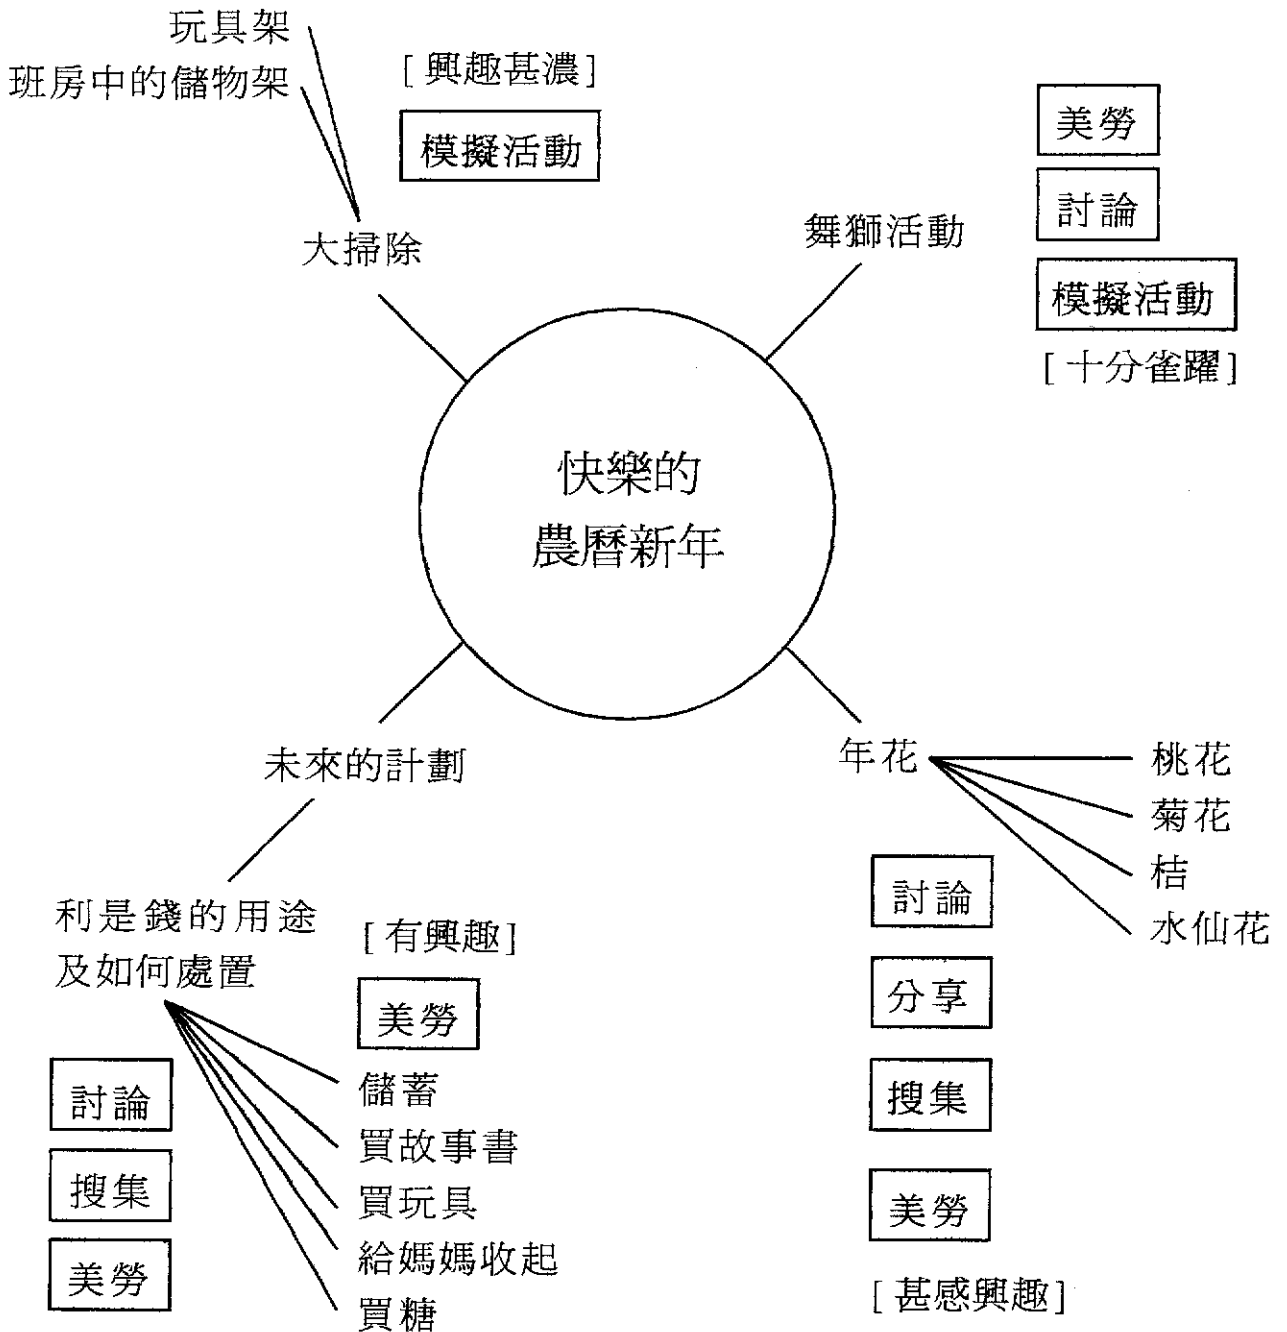 玩具架
班房中的儲物架
[興趣甚濃]
模擬活動
大掃除
美勞
討論
模擬活動
[十分雀躍]
舞獅活動
快樂的
農曆新年
未來的計劃
年花
桃花
菊花
桔
水仙花
利是錢的用途
及如何處置
[有興趣]
美勞
儲蓄
買故事書
買玩具
給媽媽收起
買糖
討論
搜集
美勞
討論
分享
搜集
美勞
[甚感興趣]